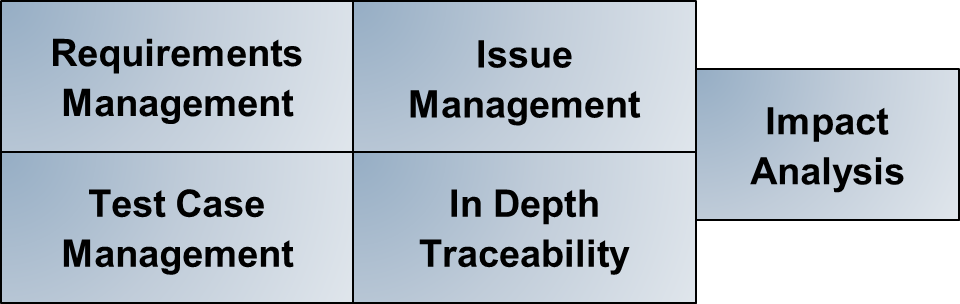 Requirements
Management
Issue
Management
Impact
Analysis
Test Case
Management
In Depth
Traceability